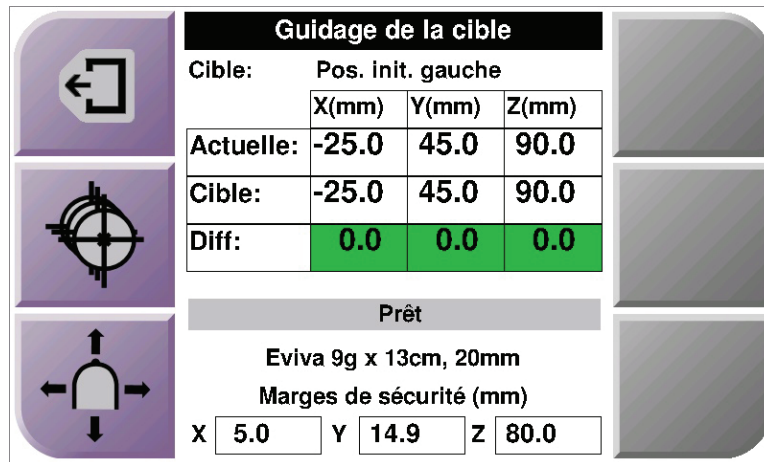 Guidage de la cible
Cible: Pos. init. gauche
X(mm) Y(mm) Z(mm)
Actuelle: -25.0 45.0 90.0
Cible: -25.0 45.0 90.0
Diff: 0.0 0.0 0.0
Prêt
Eviva 9g x 13cm, 20mm
Marges de sécurité (mm)
X 5.0 Y 14.9 Z 80.0